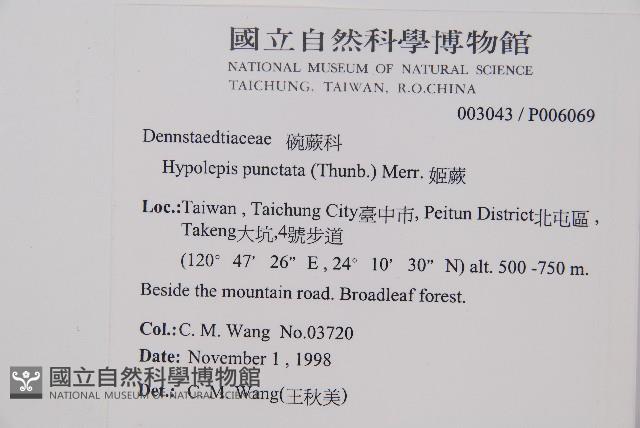 國立自然科學博物館
NATIONAL MUSEUM OF NATURAL SCIENCE
TAICHUNG, TAIWAN, R.O.CHINA
003043 / P006069
Dennstaedtiaceae 碗蕨科
Hypolepis punctata (Thunb.) Merr. 姬蕨
Loc.:Taiwan , Taichung City臺中市, Peitun District北屯區 ,
Takeng大坑,4號步道
(120° 47' 26" E , 24° 10' 30" N) alt. 500 -750 m.
Beside the mountain road. Broadleaf forest.
Col.: C. M. Wang No.03720
Date: November 1 , 1998
Det.: C. M. Wang(王秋美)
國立自然科學博物館
NATIONAL MUSEUM OF NATURAL SCIENCE